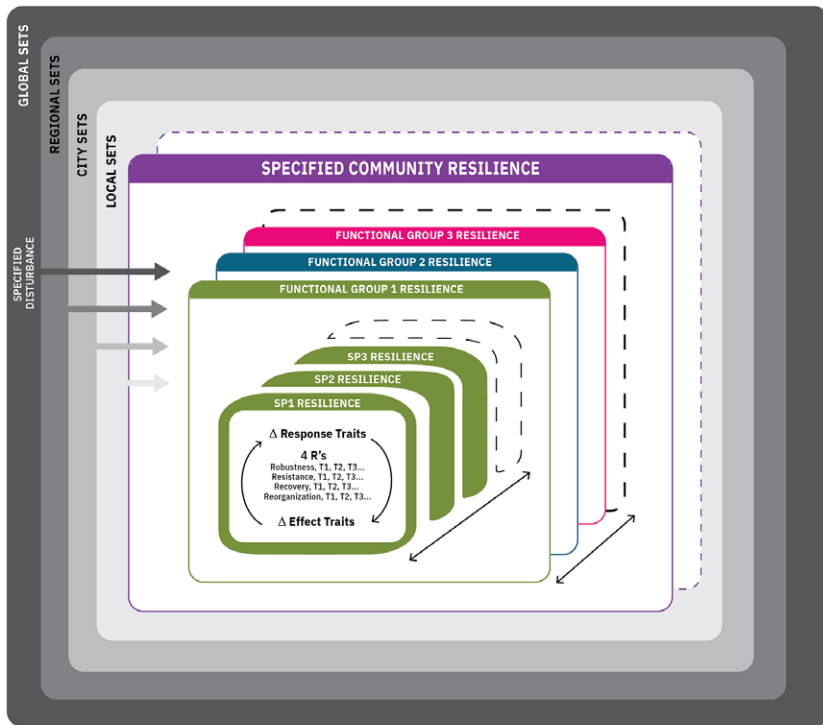 GLOBAL SETS
REGIONAL SETS
CITY SETS
LOCAL SETS
SPECIFIED
DISTURBANCE
SPECIFIED COMMUNITY RESILIENCE
FUNCTIONAL GROUP 3 RESILIENCE
FUNCTIONAL GROUP 2 RESILIENCE
FUNCTIONAL GROUP 1 RESILIENCE
SP3 RESILIENCE
SP2 RESILIENCE
SP1 RESILIENCE
Δ Response Traits
4 R's
Robustness, T1, T2, T3...
Resistance, T1, T2, T3...
Recovery, T1, T2, T3...
Reorganization, T1, T2, T3...
Δ Effect Traits